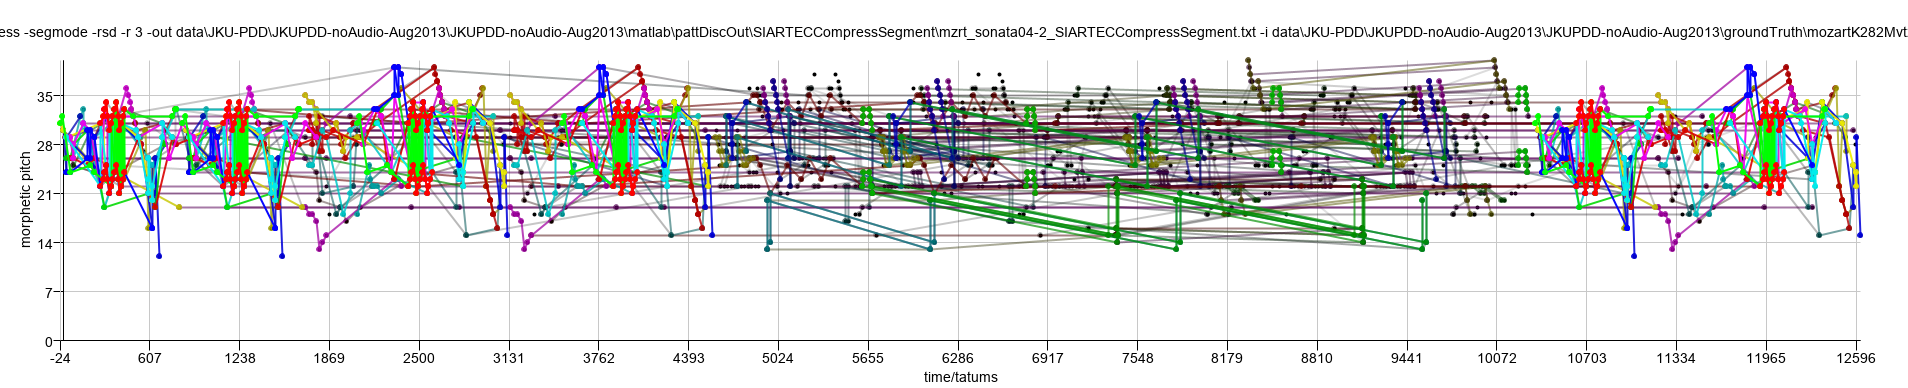 ess -segmode -rsd -r 3 -out data\JKU-PDD\JKUPDD-noAudio-Aug2013\JKUPDD-noAudio-Aug2013\matlab\pattDiscOut\SIARTECCompressSegment\mzrt_sonata04-2_SIARTECCompressSegment.txt -i data\JKU-PDD\JKUPDD-noAudio-Aug2013\JKUPDD-noAudio-Aug2013\groundTruth\mozartK282Mvt
morphetic pitch
35
28
21
14
7
0
-24 607 1238 1869 2500 3131 3762 4393 5024 5655 6286 6917 7548 8179 8810 9441 10072 10703 11334 11965 12596
time/tatums